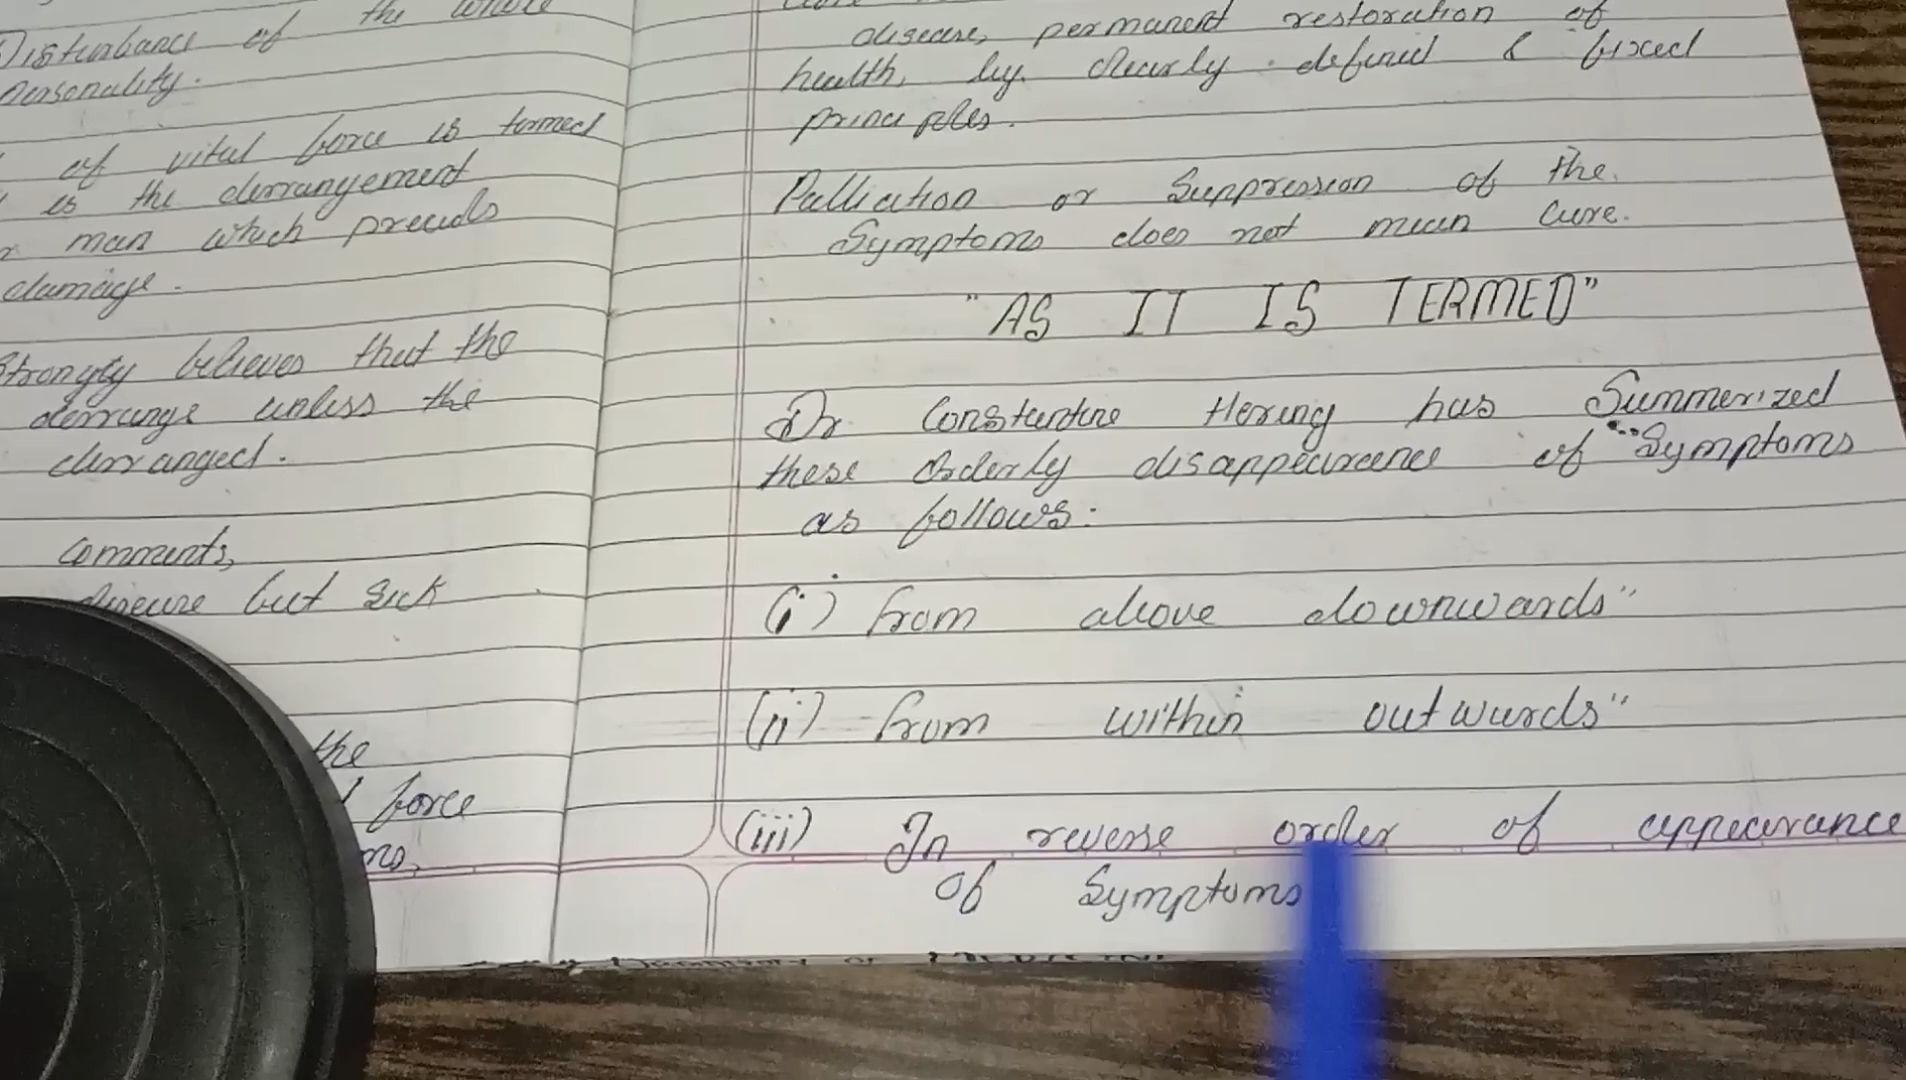 of the whole
Disturbance
personality.
of vital force is termed
is the derrangement
man which preceeds
damage.
Strongly believes that the
derrange unless the
derranged.
comments,
disease but sick
the
force
disease, permanent restoration of
health, by clearly defined & fixed
principles.
Palliation or Suppression of the
Symptoms does not mean Cure.
"AS IT IS TERMED"
Dr Constantine Hering has Summerized
these Orderly disappearance of Symptoms
as follows:
(i) from above downwards"
(ii) from within outwards"
(iii) In reverse order of appearance
of Symptoms